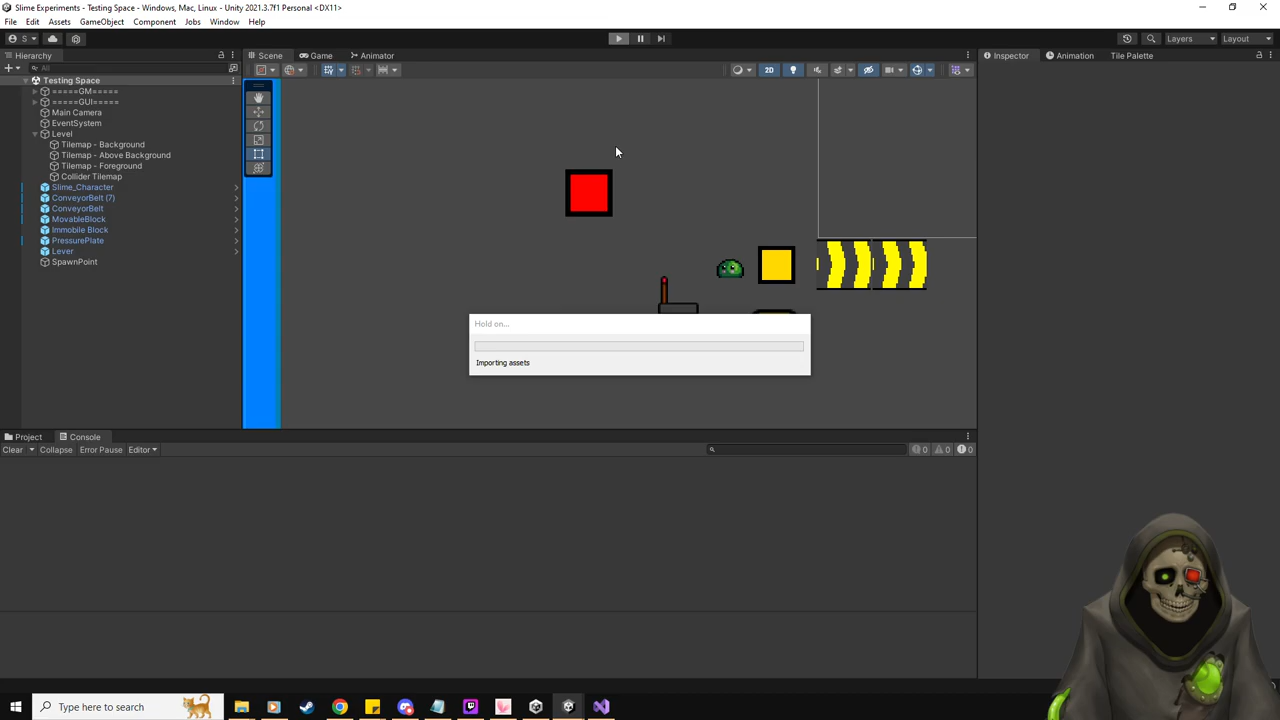 Slime Experiments - Testing Space - Windows, Mac, Linux - Unity 2021.3.7f1 Personal <DX11>
File Edit Assets GameObject Component Jobs Window Help
S
Layers Layout
Hierarchy
Scene Game Animator
Inspector Animation Tile Palette
All
2D
Testing Space
=====GM=====
=====GUI=====
Main Camera
EventSystem
Level
Tilemap - Background
Tilemap - Above Background
Tilemap - Foreground
Collider Tilemap
Slime_Character
ConveyorBelt (7)
ConveyorBelt
MovableBlock
Immobile Block
PressurePlate
Lever
SpawnPoint
Hold on...
Importing assets
Project Console
Clear Collapse Error Pause Editor
0 0 0
Type here to search